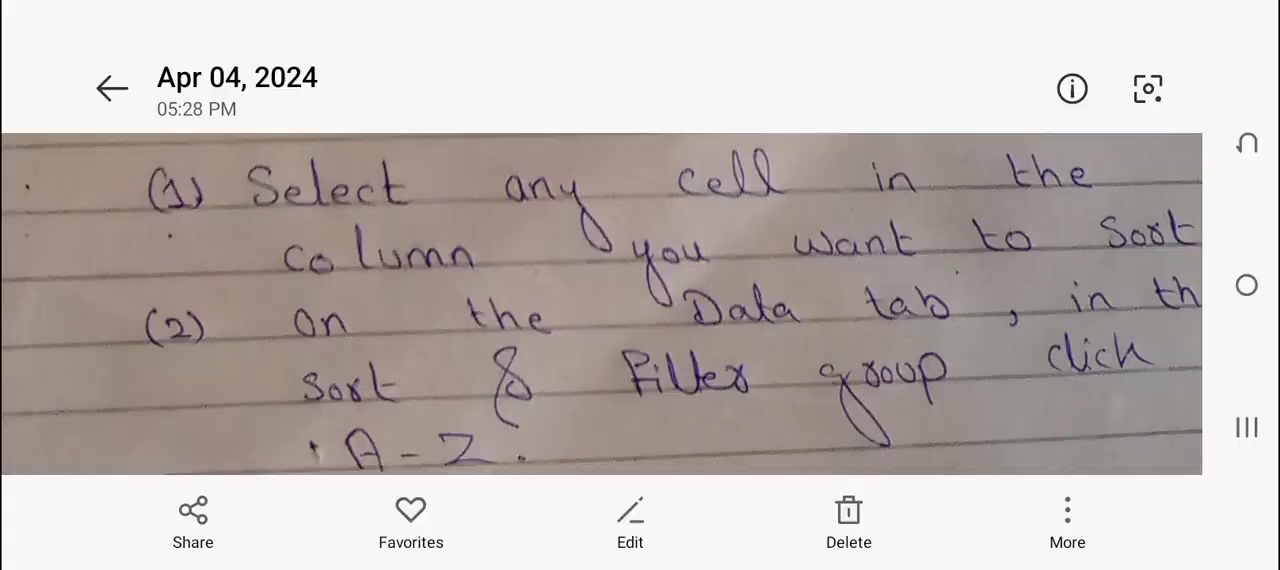 Apr 04, 2024
05:28 PM
(1) Select any cell in the
column you want to Sort
(2) on the Data tab, in th
Sort & Filter group click
A-Z.
Share Favorites Edit Delete More